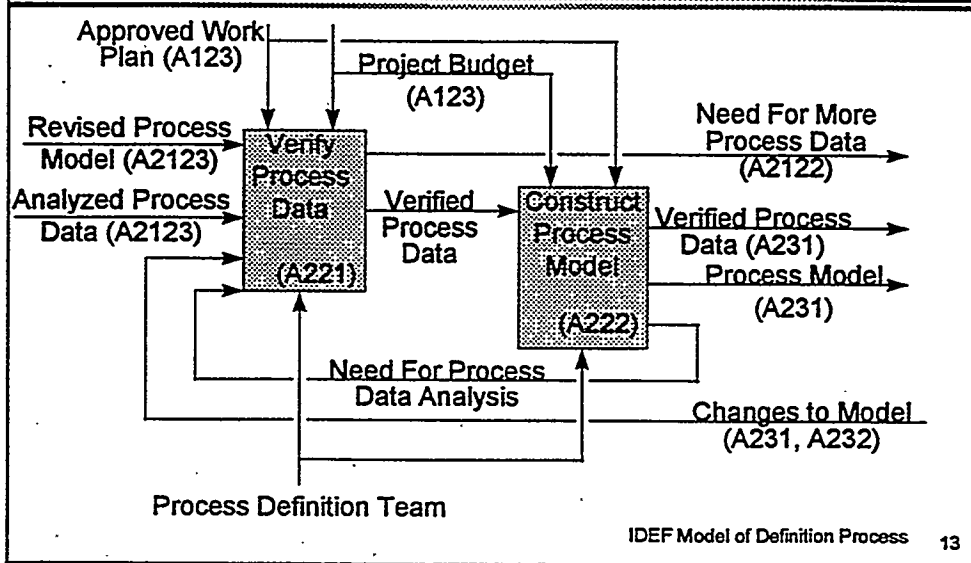 Approved Work
Plan (A123)
Project Budget
(A123)
Revised Process
Model (A2123)
Analyzed Process
Data (A2123)
Verify
Process
Data
(A221)
Verified
Process
Data
Need For More
Process Data
(A2122)
Construct
Process
Model
(A222)
Verified Process
Data (A231)
Process Model
(A231)
Need For Process
Data Analysis
Changes to Model
(A231, A232)
Process Definition Team
IDEF Model of Definition Process 13